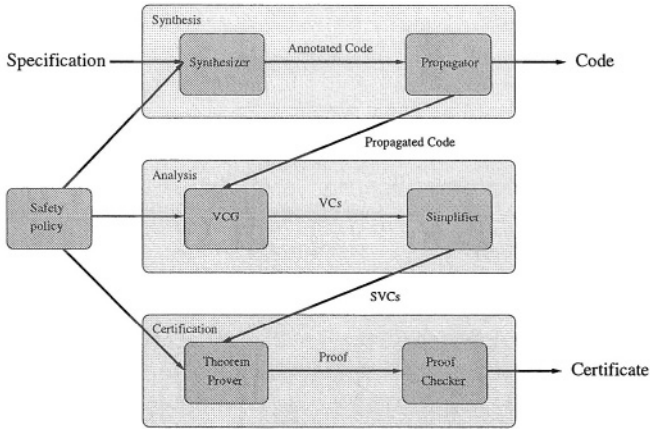 Synthesis
Specification
Synthesizer
Annotated Code
Propagator
Code
Propagated Code
Analysis
Safety
policy
VCG
VCs
Simplifier
SVCs
Certification
Theorem
Prover
Proof
Proof
Checker
Certificate